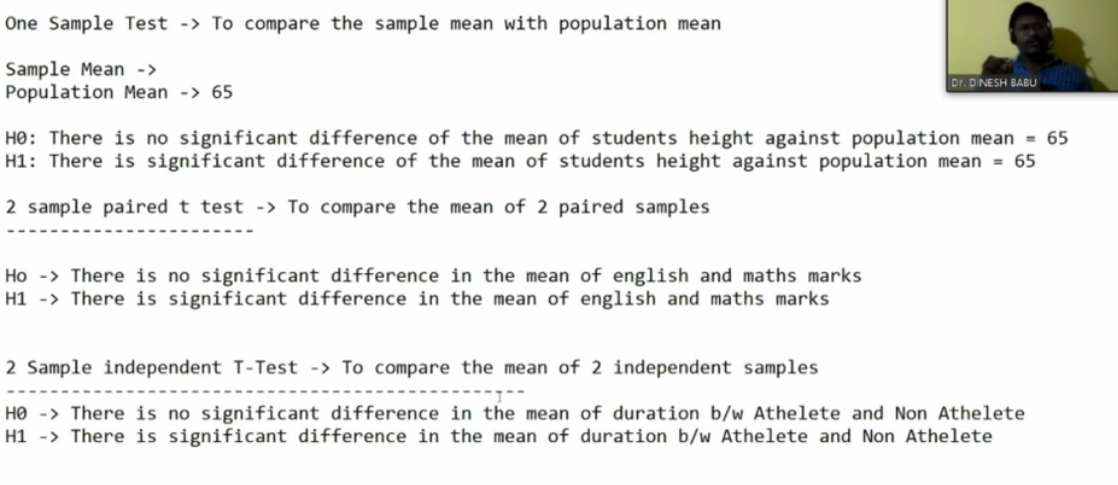 One Sample Test -> To compare the sample mean with population mean
Sample Mean ->
Population Mean -> 65
Dr. DINESH BABU
H0: There is no significant difference of the mean of students height against population mean = 65
H1: There is significant difference of the mean of students height against population mean = 65
2 sample paired t test -> To compare the mean of 2 paired samples
-----------------------
Ho -> There is no significant difference in the mean of english and maths marks
H1 -> There is significant difference in the mean of english and maths marks
2 Sample independent T-Test -> To compare the mean of 2 independent samples
------------------------------------------------
H0 -> There is no significant difference in the mean of duration b/w Athelete and Non Athelete
H1 -> There is significant difference in the mean of duration b/w Athelete and Non Athelete